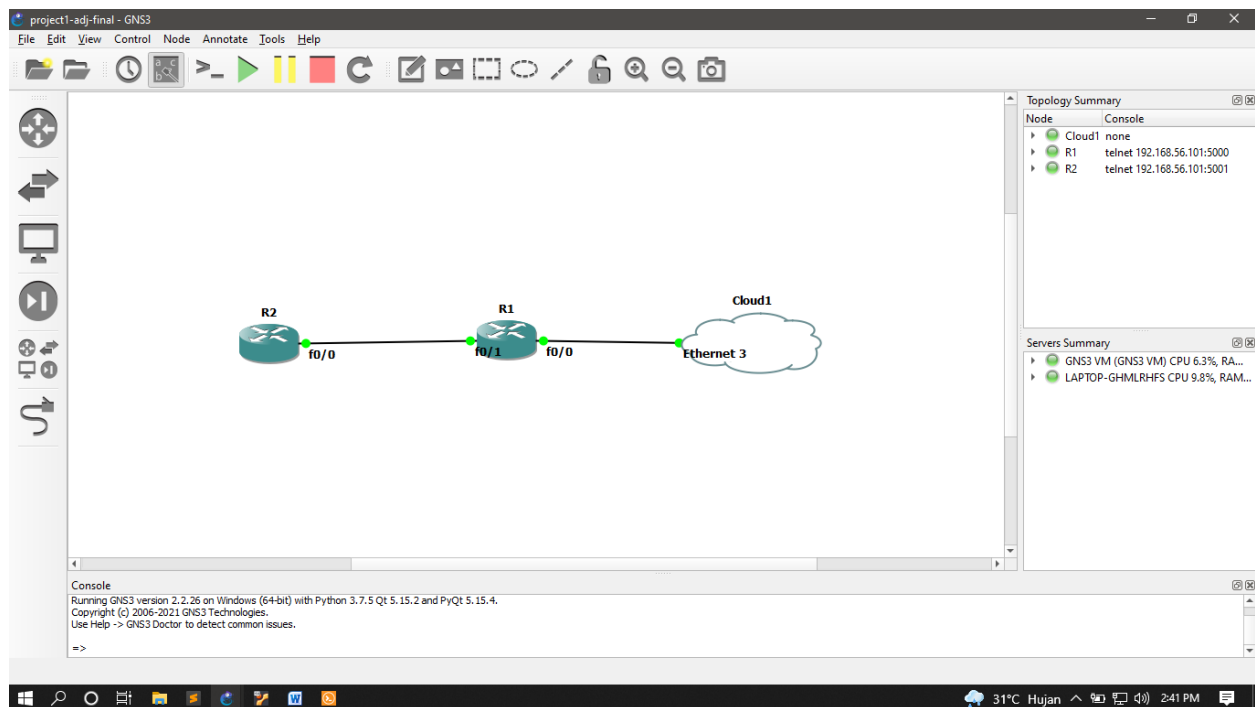 project1-adj-final - GNS3
File Edit View Control Node Annotate Tools Help
Topology Summary
Node Console
Cloud1 none
R1 telnet 192.168.56.101:5000
R2 telnet 192.168.56.101:5001
R2
R1
Cloud1
f0/0
f0/1
f0/0
Ethernet 3
Servers Summary
GNS3 VM (GNS3 VM) CPU 6.3%, RA...
LAPTOP-GHMLRHFS CPU 9.8%, RAM...
Console
Running GNS3 version 2.2.26 on Windows (64-bit) with Python 3.7.5 Qt 5.15.2 and PyQt 5.15.4.
Copyright (c) 2006-2021 GNS3 Technologies.
Use Help -> GNS3 Doctor to detect common issues.
=>
31°C Hujan 2:41 PM